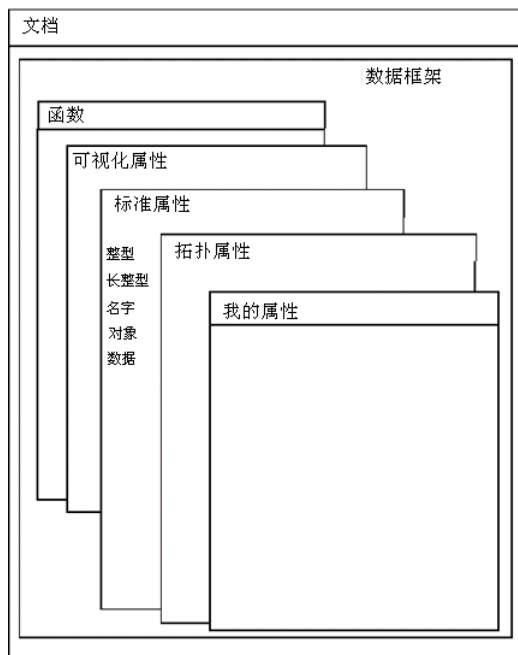 文档
数据框架
函数
可视化属性
标准属性
整型
长整型
名字
对象
数据
拓扑属性
我的属性